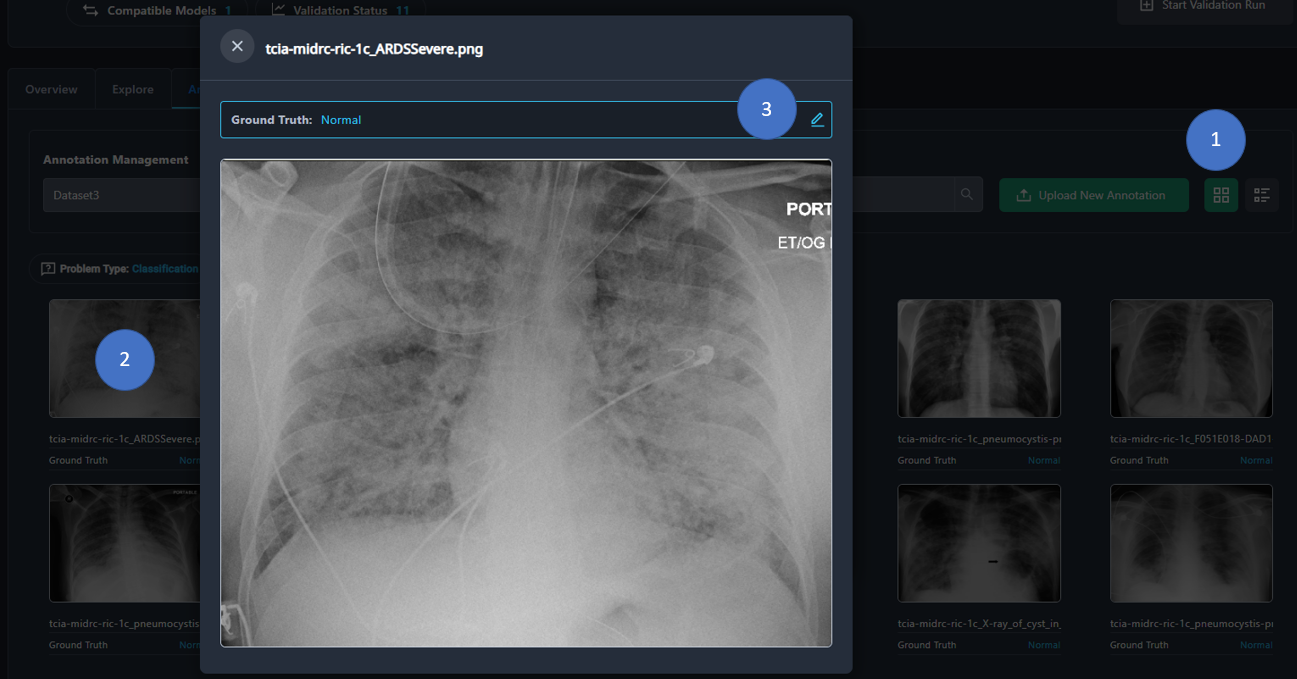 Compatible Models 1
Validation Status 11
Start Validation Run
tcia-midrc-ric-1c_ARDSSevere.png
Overview
Explore
3
Ground Truth: Normal
1
Annotation Management
Dataset3
Upload New Annotation
PORT
ET/OG
Problem Type: Classification
2
tcia-midrc-ric-1c_ARDSSevere.p
tcia-midrc-ric-1c_pneumocystis-p
tcia-midrc-ric-1c_F051E018-DAD1
Ground Truth Norr
Ground Truth Normal
Ground Truth Normal
PORTABLE
tcia-midrc-ric-1c_pneumocystis
tcia-midrc-ric-1c_X-ray_of_cyst_in_
tcia-midrc-ric-1c_pneumocystis-p
Ground Truth Norr
Ground Truth Normal
Ground Truth Normal